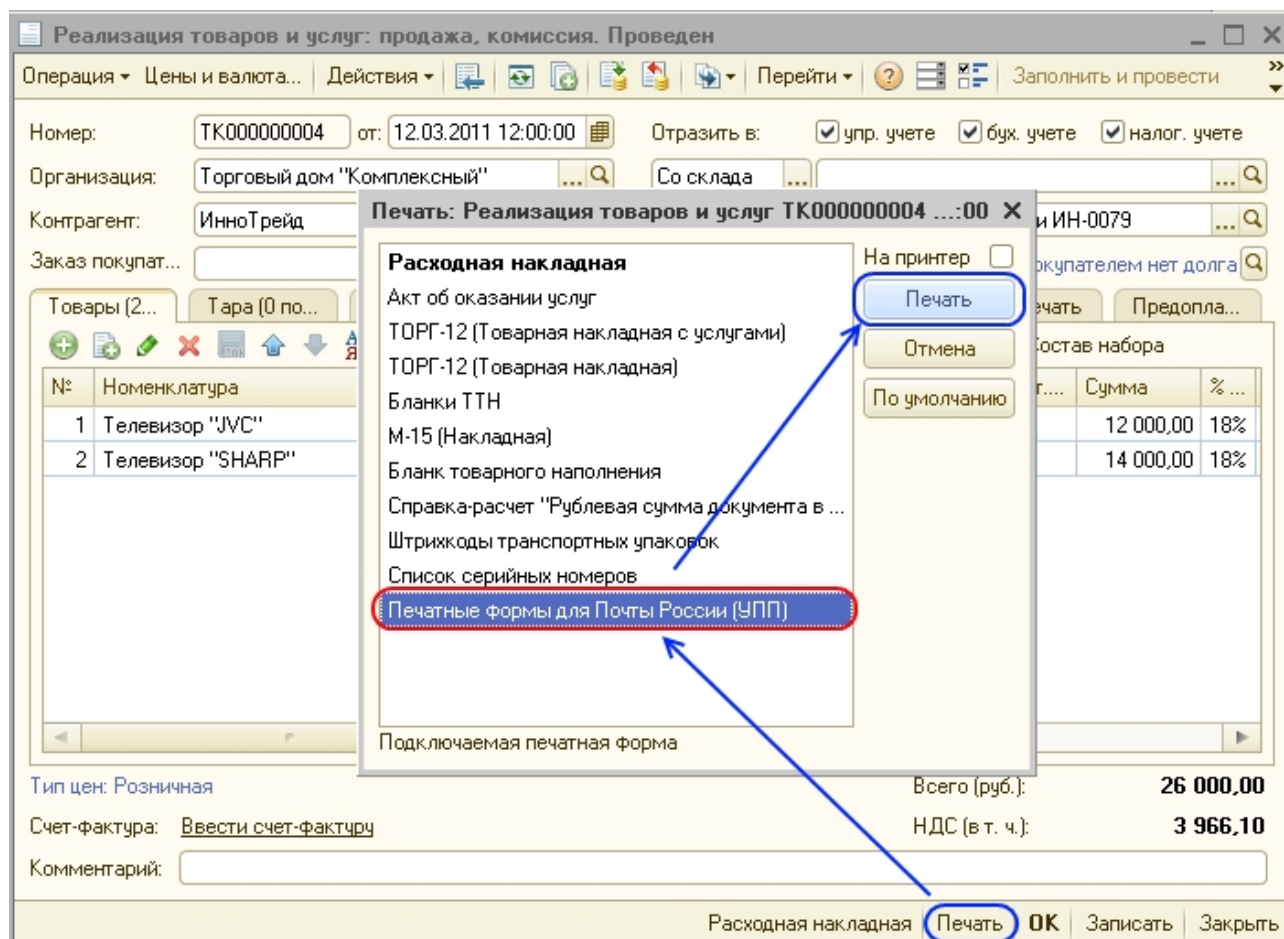 Реализация товаров и услуг: продажа, комиссия. Проведен
Операция Цены и валюта... Действия Перейти Заполнить и провести
Номер: ТК000000004 от: 12.03.2011 12:00:00 Отразить в: упр. учете бух. учете налог. учете
Организация: Торговый дом "Комплексный" ... Со склада ... ...
Контрагент: ИнноТрейд и ИН-0079 ...
Заказ покупат... окупателем нет долга
Товары (2... Тара (0 по... ечать Предопла...
Состав набора
№ Номенклатура Сумма % ...
1 Телевизор "JVC" 12 000,00 18%
2 Телевизор "SHARP" 14 000,00 18%
Печать: Реализация товаров и услуг ТК000000004 ...:00
Расходная накладная
Акт об оказании услуг
ТОРГ-12 (Товарная накладная с услугами)
ТОРГ-12 (Товарная накладная)
Бланки ТТН
М-15 (Накладная)
Бланк товарного наполнения
Справка-расчет "Рублевая сумма документа в ...
Штрихкоды транспортных упаковок
Список серийных номеров
Печатные формы для Почты России (УПП)
На принтер
Печать
Отмена
По умолчанию
Подключаемая печатная форма
Тип цен: Розничная Всего (руб.): 26 000,00
Счет-фактура: Ввести счет-фактуру НДС (в т. ч.): 3 966,10
Комментарий:
Расходная накладная Печать OK Записать Закрыть